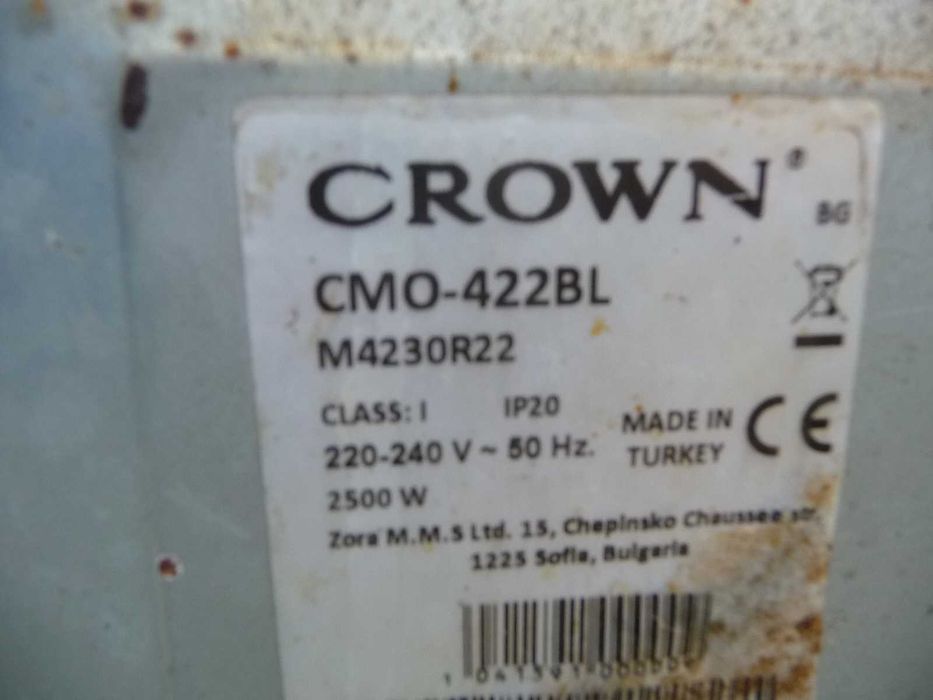 CROWN®
BG
CMO-422BL
M4230R22
CLASS: I IP20
MADE IN
TURKEY
CE
220-240 V ~ 50 Hz.
2500 W
Zora M.M.S Ltd. 15, Chepinsko Chaussee str.
1225 Sofia, Bulgaria